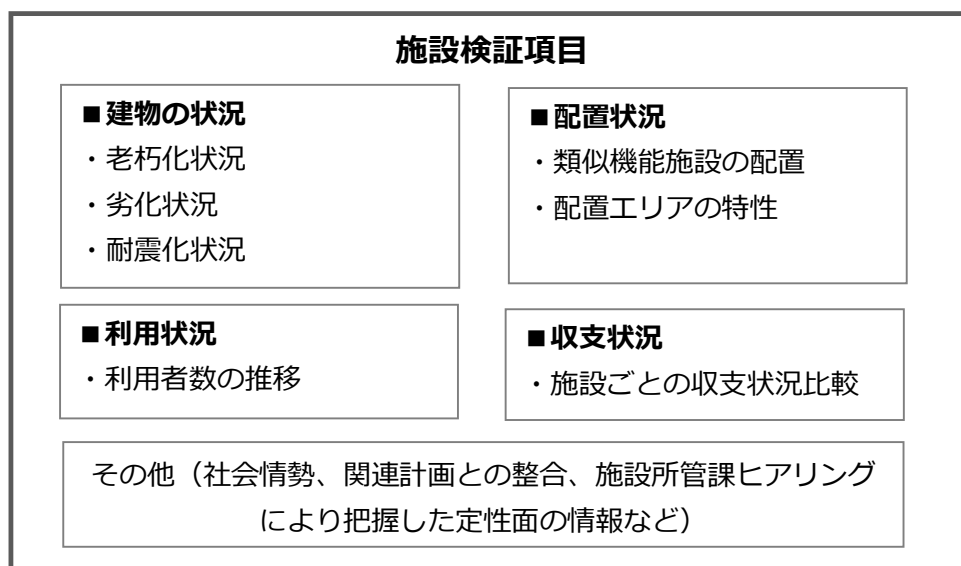 施設検証項目
■建物の状況
・老朽化状況
・劣化状況
・耐震化状況
■配置状況
・類似機能施設の配置
・配置エリアの特性
■利用状況
・利用者数の推移
■収支状況
・施設ごとの収支状況比較
その他（社会情勢、関連計画との整合、施設所管課ヒアリング
により把握した定性面の情報など）